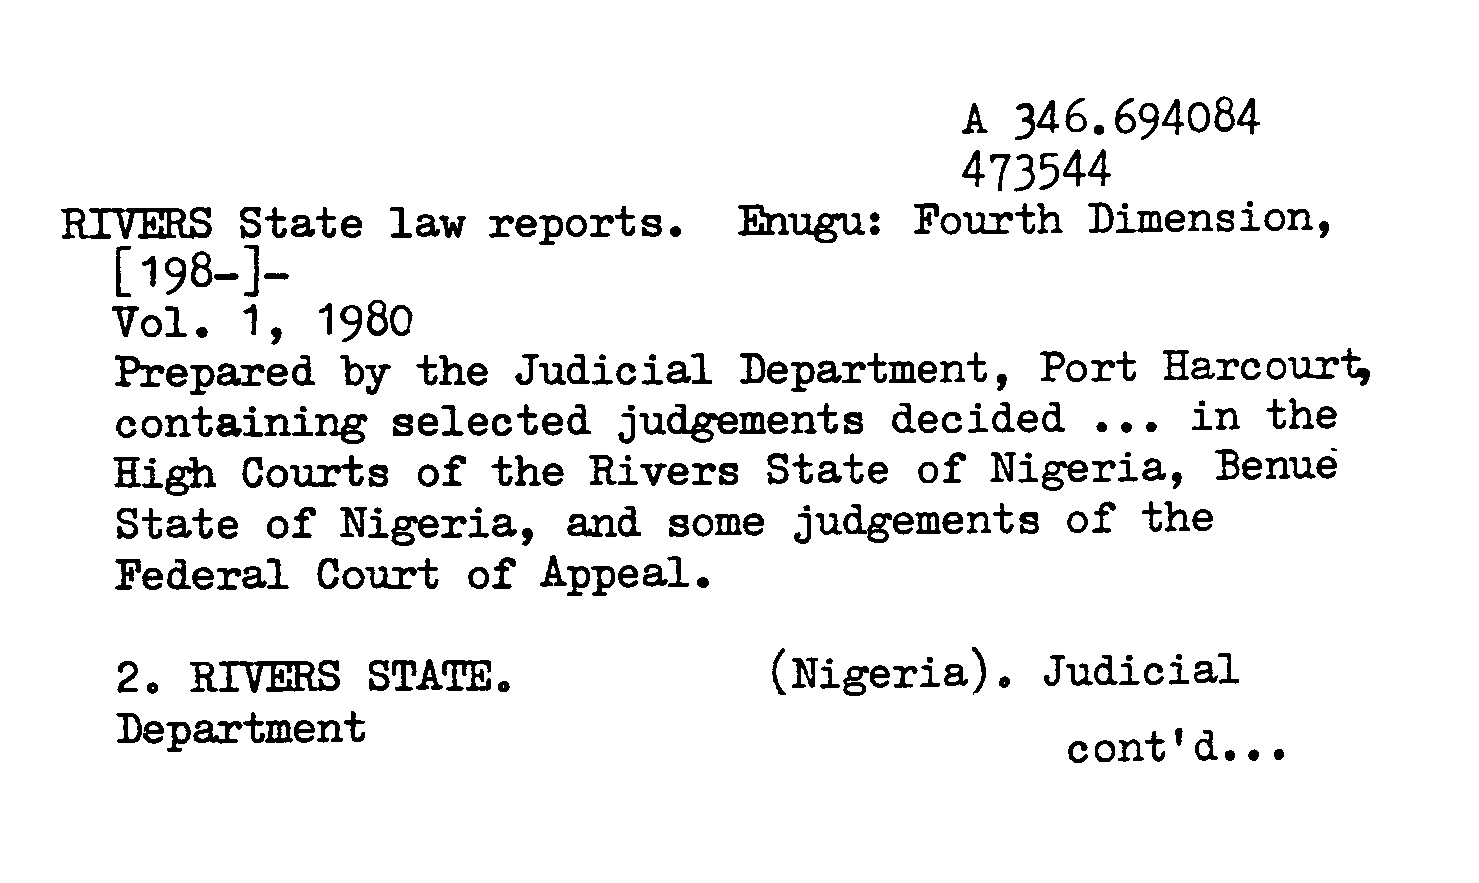 A 346.694084
473544
RIVERS State law reports. Enugu: Fourth Dimension,
[198-]-
Vol. 1, 1980
Prepared by the Judicial Department, Port Harcourt,
containing selected judgements decided ... in the
High Courts of the Rivers State of Nigeria, Benue
State of Nigeria, and some judgements of the
Federal Court of Appeal.
2. RIVERS STATE. (Nigeria). Judicial
Department
cont'd...